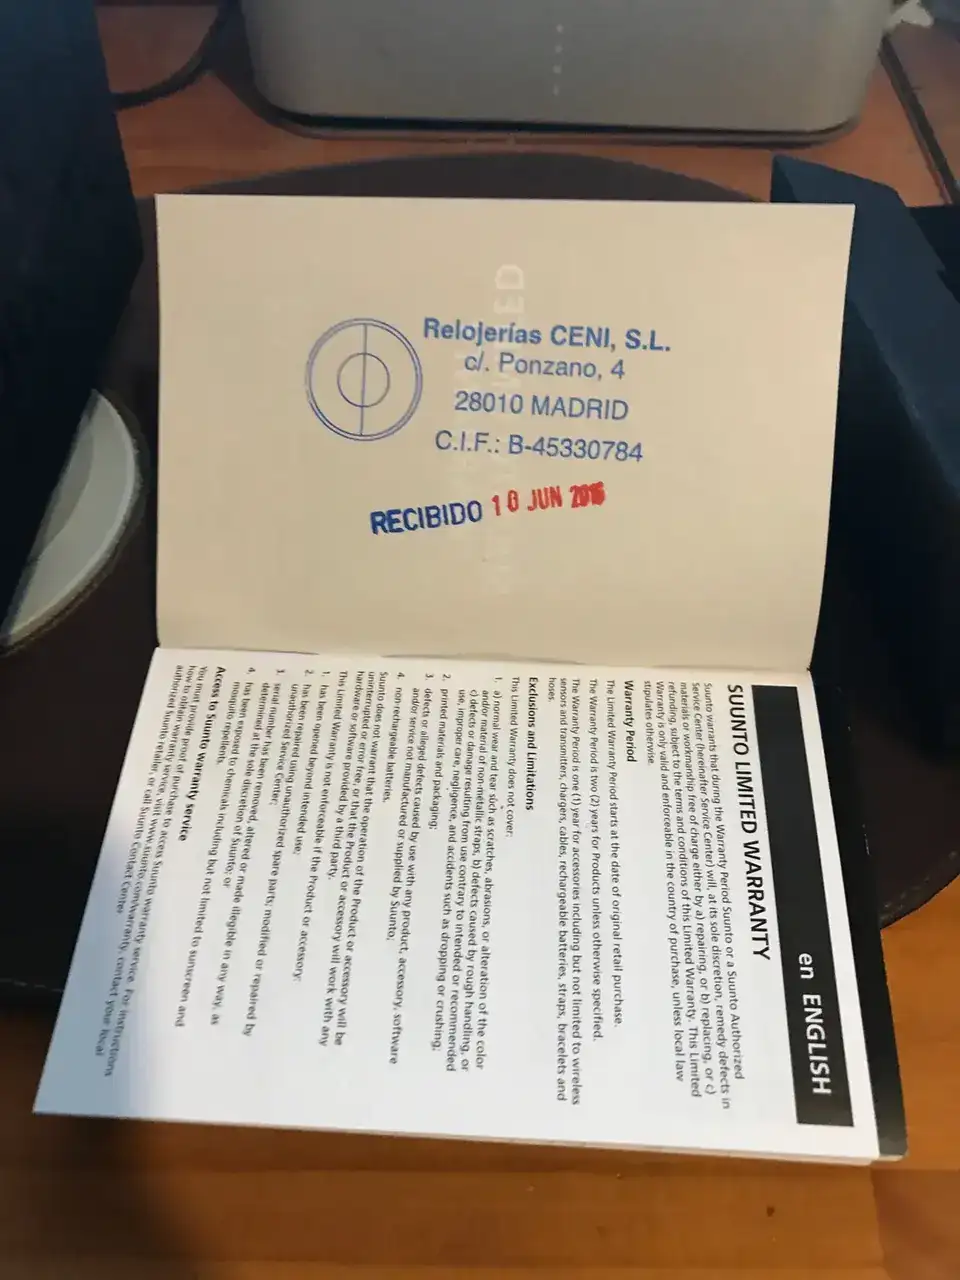 Relojerías CENI, S.L.
c/. Ponzano, 4
28010 MADRID
C.I.F.: B-45330784
RECIBIDO 10 JUN 2016
en ENGLISH
SUUNTO LIMITED WARRANTY
Suunto warrants that during the Warranty Period Suunto or a Suunto Authorized
Service Center (hereinafter Service Center) will, at its sole discretion, remedy defects in
materials or workmanship free of charge either by a) repairing, or b) replacing, or c)
refunding, subject to the terms and conditions of this Limited Warranty. This Limited
Warranty is only valid and enforceable in the country of purchase, unless local law
stipulates otherwise.
Warranty Period
The Limited Warranty Period starts at the date of original retail purchase.
The Warranty Period is two (2) years for Products unless otherwise specified.
The Warranty Period is one (1) year for accessories including but not limited to wireless
sensors and transmitters, chargers, cables, rechargeable batteries, straps, bracelets and
hoses.
Exclusions and Limitations
This Limited Warranty does not cover:
1. a) normal wear and tear such as scratches, abrasions, or alteration of the color
and/or material of non-metallic straps, b) defects caused by rough handling, or
c) defects or damage resulting from use contrary to intended or recommended
use, improper care, negligence, and accidents such as dropping or crushing;
2. printed materials and packaging;
3. defects or alleged defects caused by use with any product, accessory, software
and/or service not manufactured or supplied by Suunto;
4. non-rechargeable batteries.
Suunto does not warrant that the operation of the Product or accessory will be
uninterrupted or error free, or that the Product or accessory will work with any
hardware or software provided by a third party.
This Limited Warranty is not enforceable if the Product or accessory:
1. has been opened beyond intended use;
2. has been repaired using unauthorized spare parts; modified or repaired by
unauthorized Service Center;
3. serial number has been removed, altered or made illegible in any way, as
determined at the sole discretion of Suunto; or
4. has been exposed to chemicals including but not limited to sunscreen and
mosquito repellents.
Access to Suunto warranty service
You must provide proof of purchase to access Suunto warranty service. For instructions
how to obtain warranty service, visit www.suunto.com/warranty, contact your local
authorized Suunto retailer, or call Suunto Contact Center.